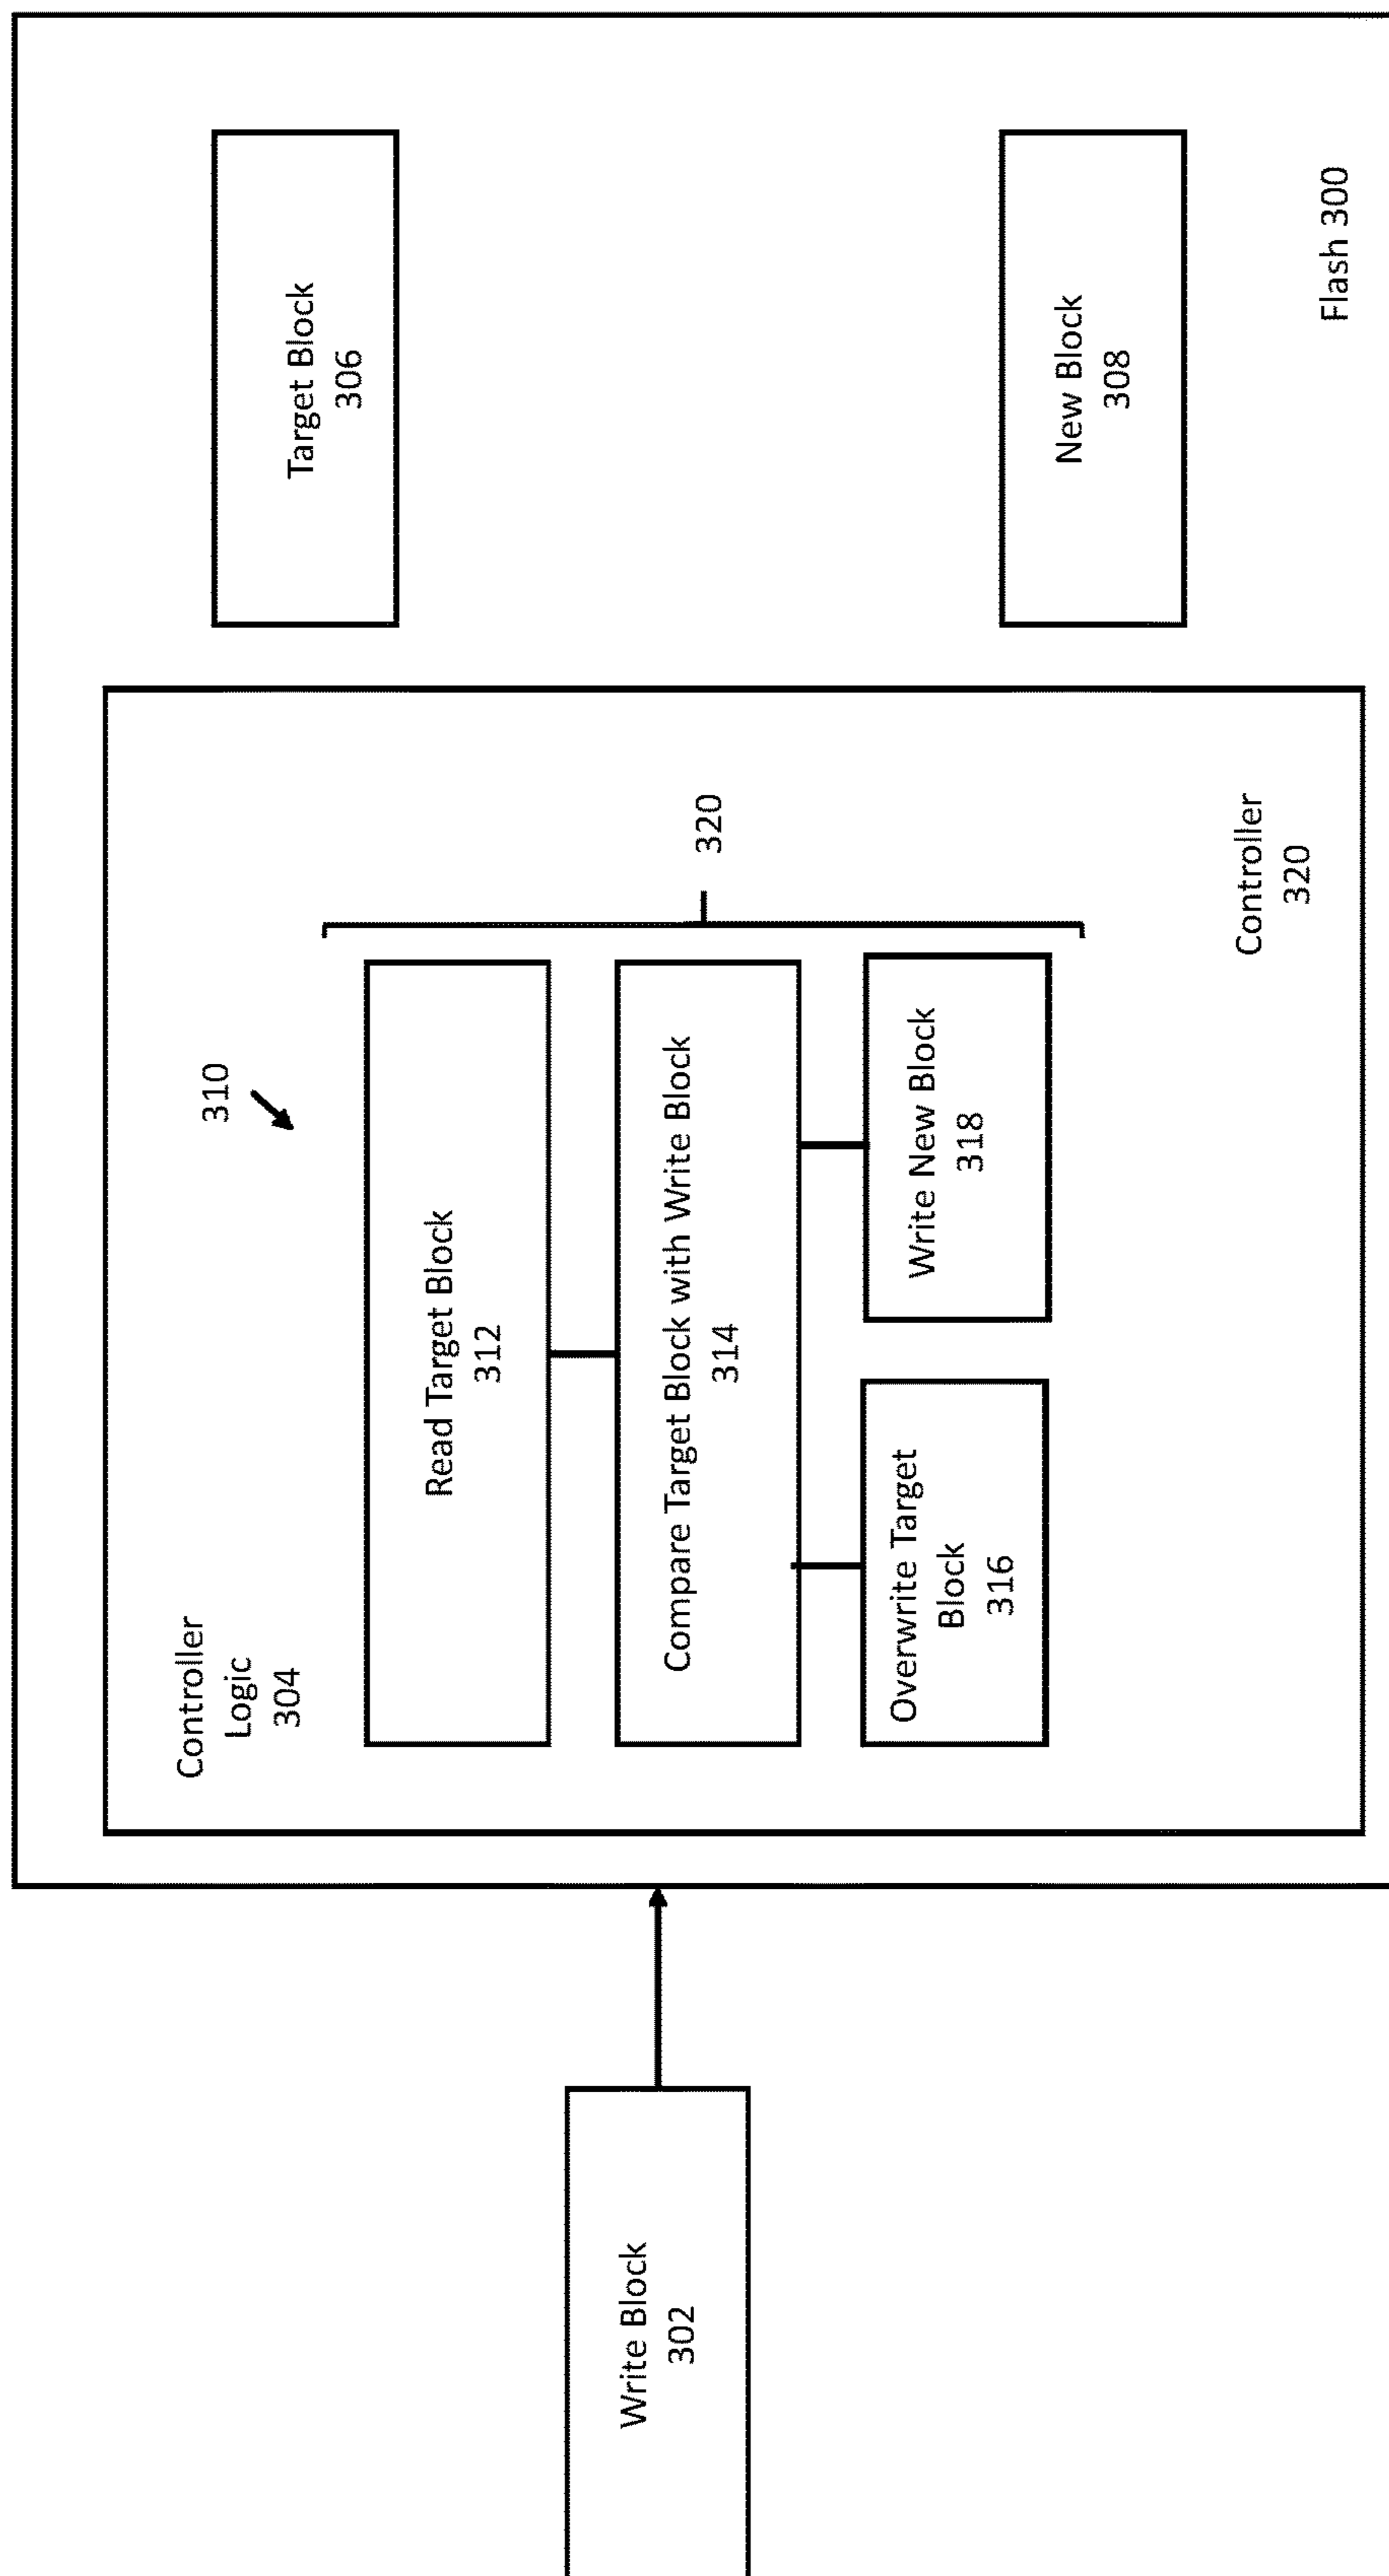 Write Block
302
Controller
Logic
304
310
Read Target Block
312
Compare Target Block with Write Block
314
Overwrite Target
Block
316
Write New Block
318
320
Controller
320
Target Block
306
New Block
308
Flash 300